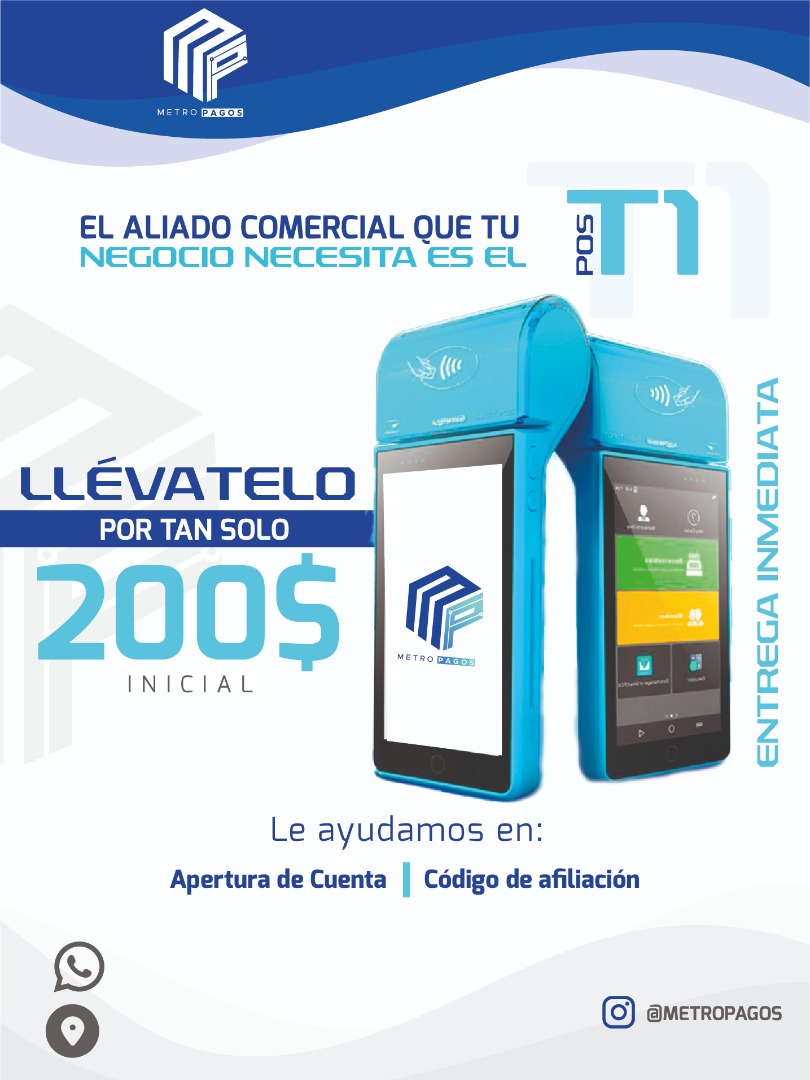 METRO PAGOS
EL ALIADO COMERCIAL QUE TU
NEGOCIO NECESITA ES EL
POS T1
LLÉVATELO
POR TAN SOLO
200$
INICIAL
METRO PAGOS
ENTREGA INMEDIATA
Le ayudamos en:
Apertura de Cuenta | Código de afiliación
@METROPAGOS